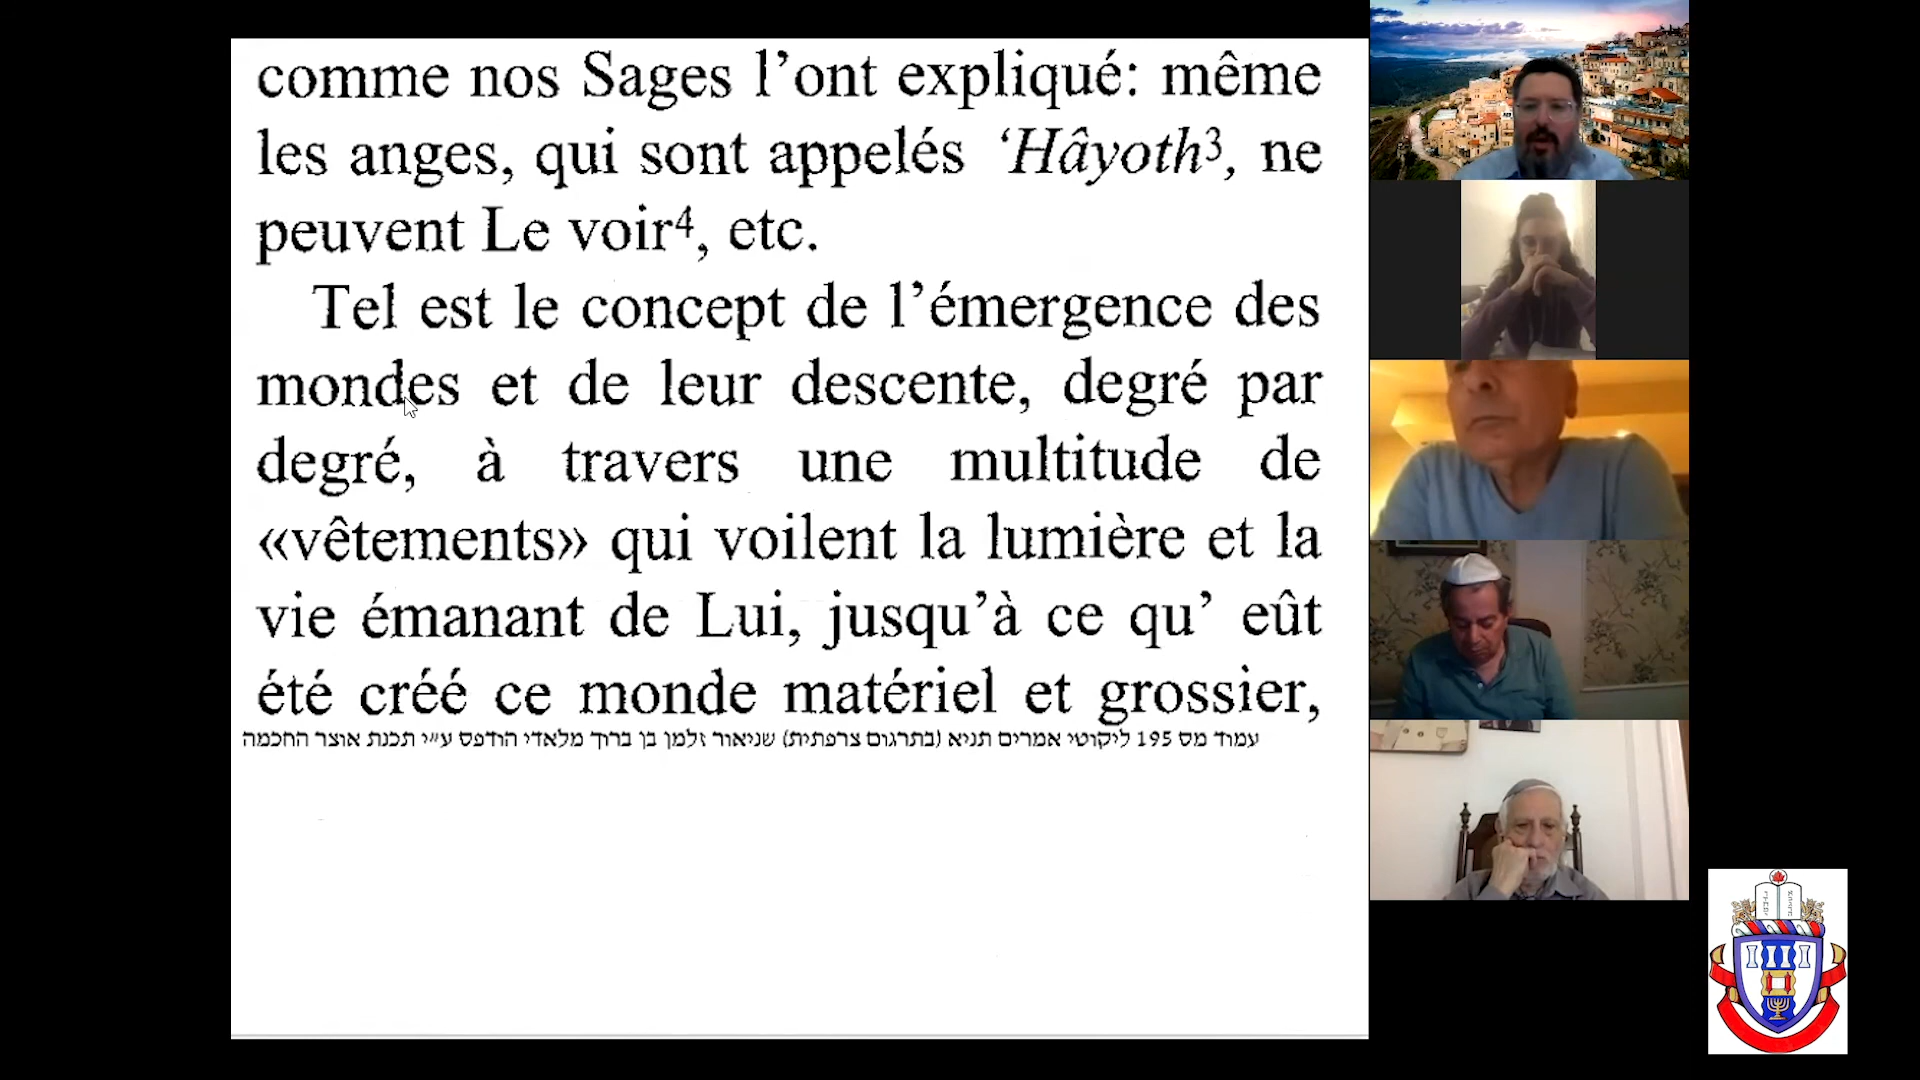 comme nos Sages l’ont expliqué: même
les anges, qui sont appelés ‘Hâyoth3, ne
peuvent Le voir4, etc.
Tel est le concept de l’émergence des
mondes et de leur descente, degré par
degré, à travers une multitude de
«vêtements» qui voilent la lumière et la
vie émanant de Lui, jusqu’à ce qu’ eût
été créé ce monde matériel et grossier,
עמוד מס 195 ליקוטי אמרים תניא (בתרגום צרפתית) שניאור זלמן בן ברוך מלאדי הודפס ע״י תכנת אוצר החכמה